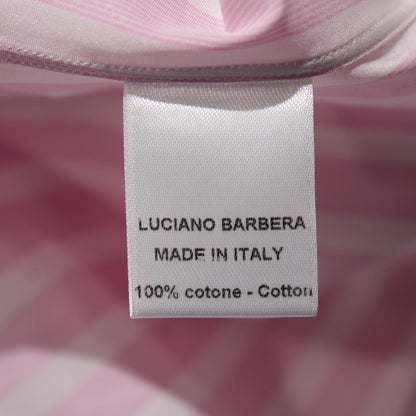 LUCIANO BARBERA
MADE IN ITALY
100% cotone - Cotton